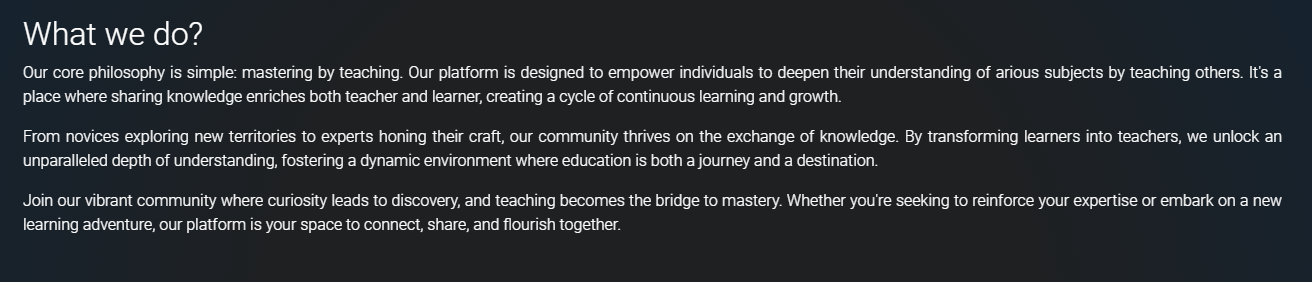 What we do?
Our core philosophy is simple: mastering by teaching. Our platform is designed to empower individuals to deepen their understanding of arious subjects by teaching others. It's a
place where sharing knowledge enriches both teacher and learner, creating a cycle of continuous learning and growth.
From novices exploring new territories to experts honing their craft, our community thrives on the exchange of knowledge. By transforming learners into teachers, we unlock an
unparalleled depth of understanding, fostering a dynamic environment where education is both a journey and a destination.
Join our vibrant community where curiosity leads to discovery, and teaching becomes the bridge to mastery. Whether you're seeking to reinforce your expertise or embark on a new
learning adventure, our platform is your space to connect, share, and flourish together.